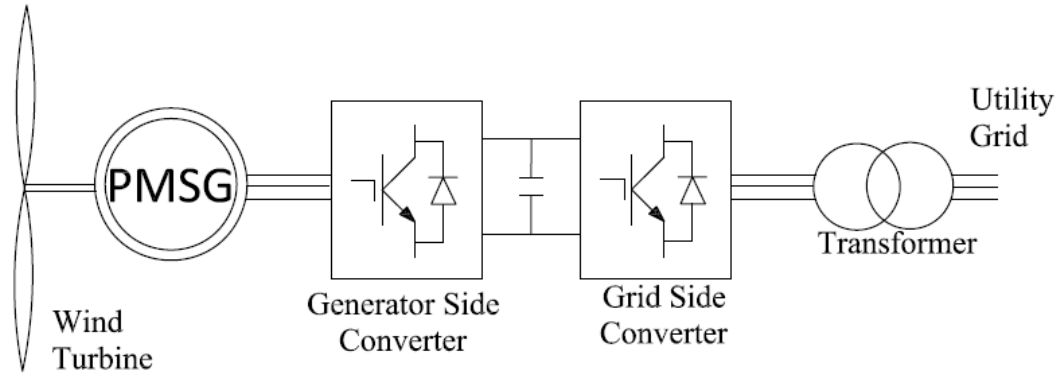 Utility
Grid
PMSG
Transformer
Generator Side
Converter
Grid Side
Converter
Wind
Turbine